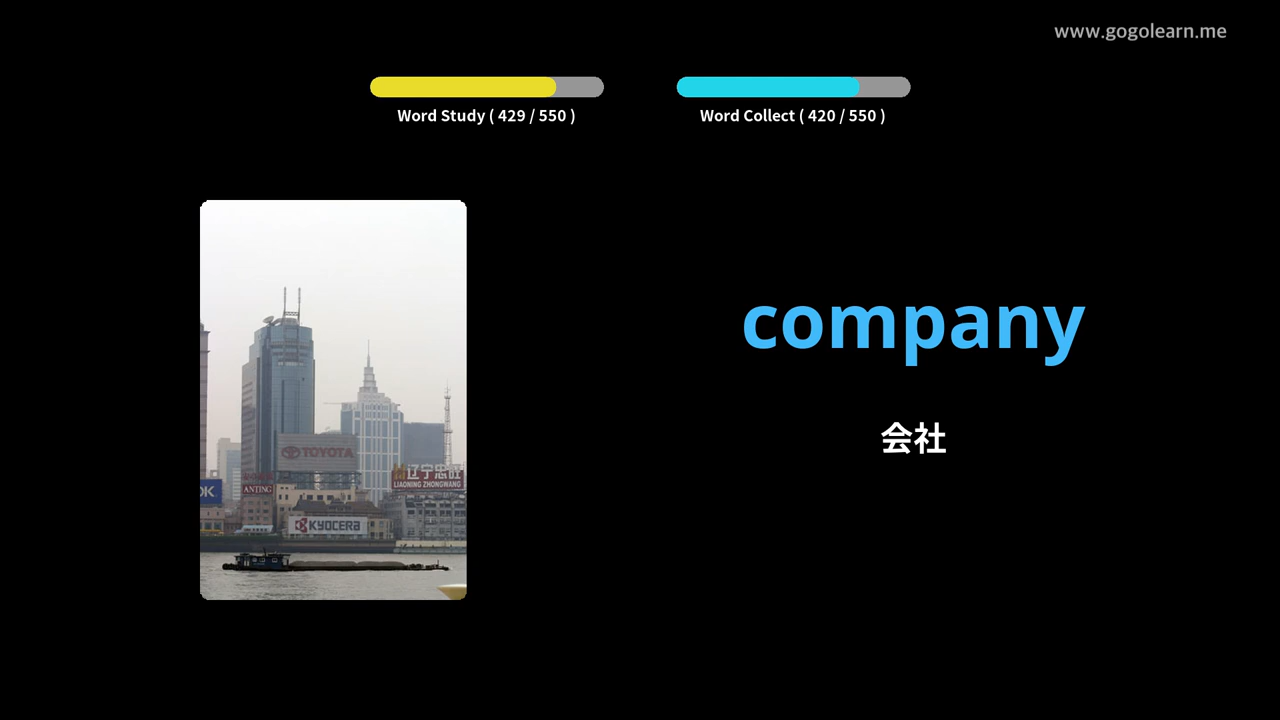 www.gogolearn.me
Word Study ( 429 / 550 )
Word Collect ( 420 / 550 )
company
会社
TOYOTA
辽宁忠旺
LIAONING ZHONGWANG
ANTING
OK
KYOCERA